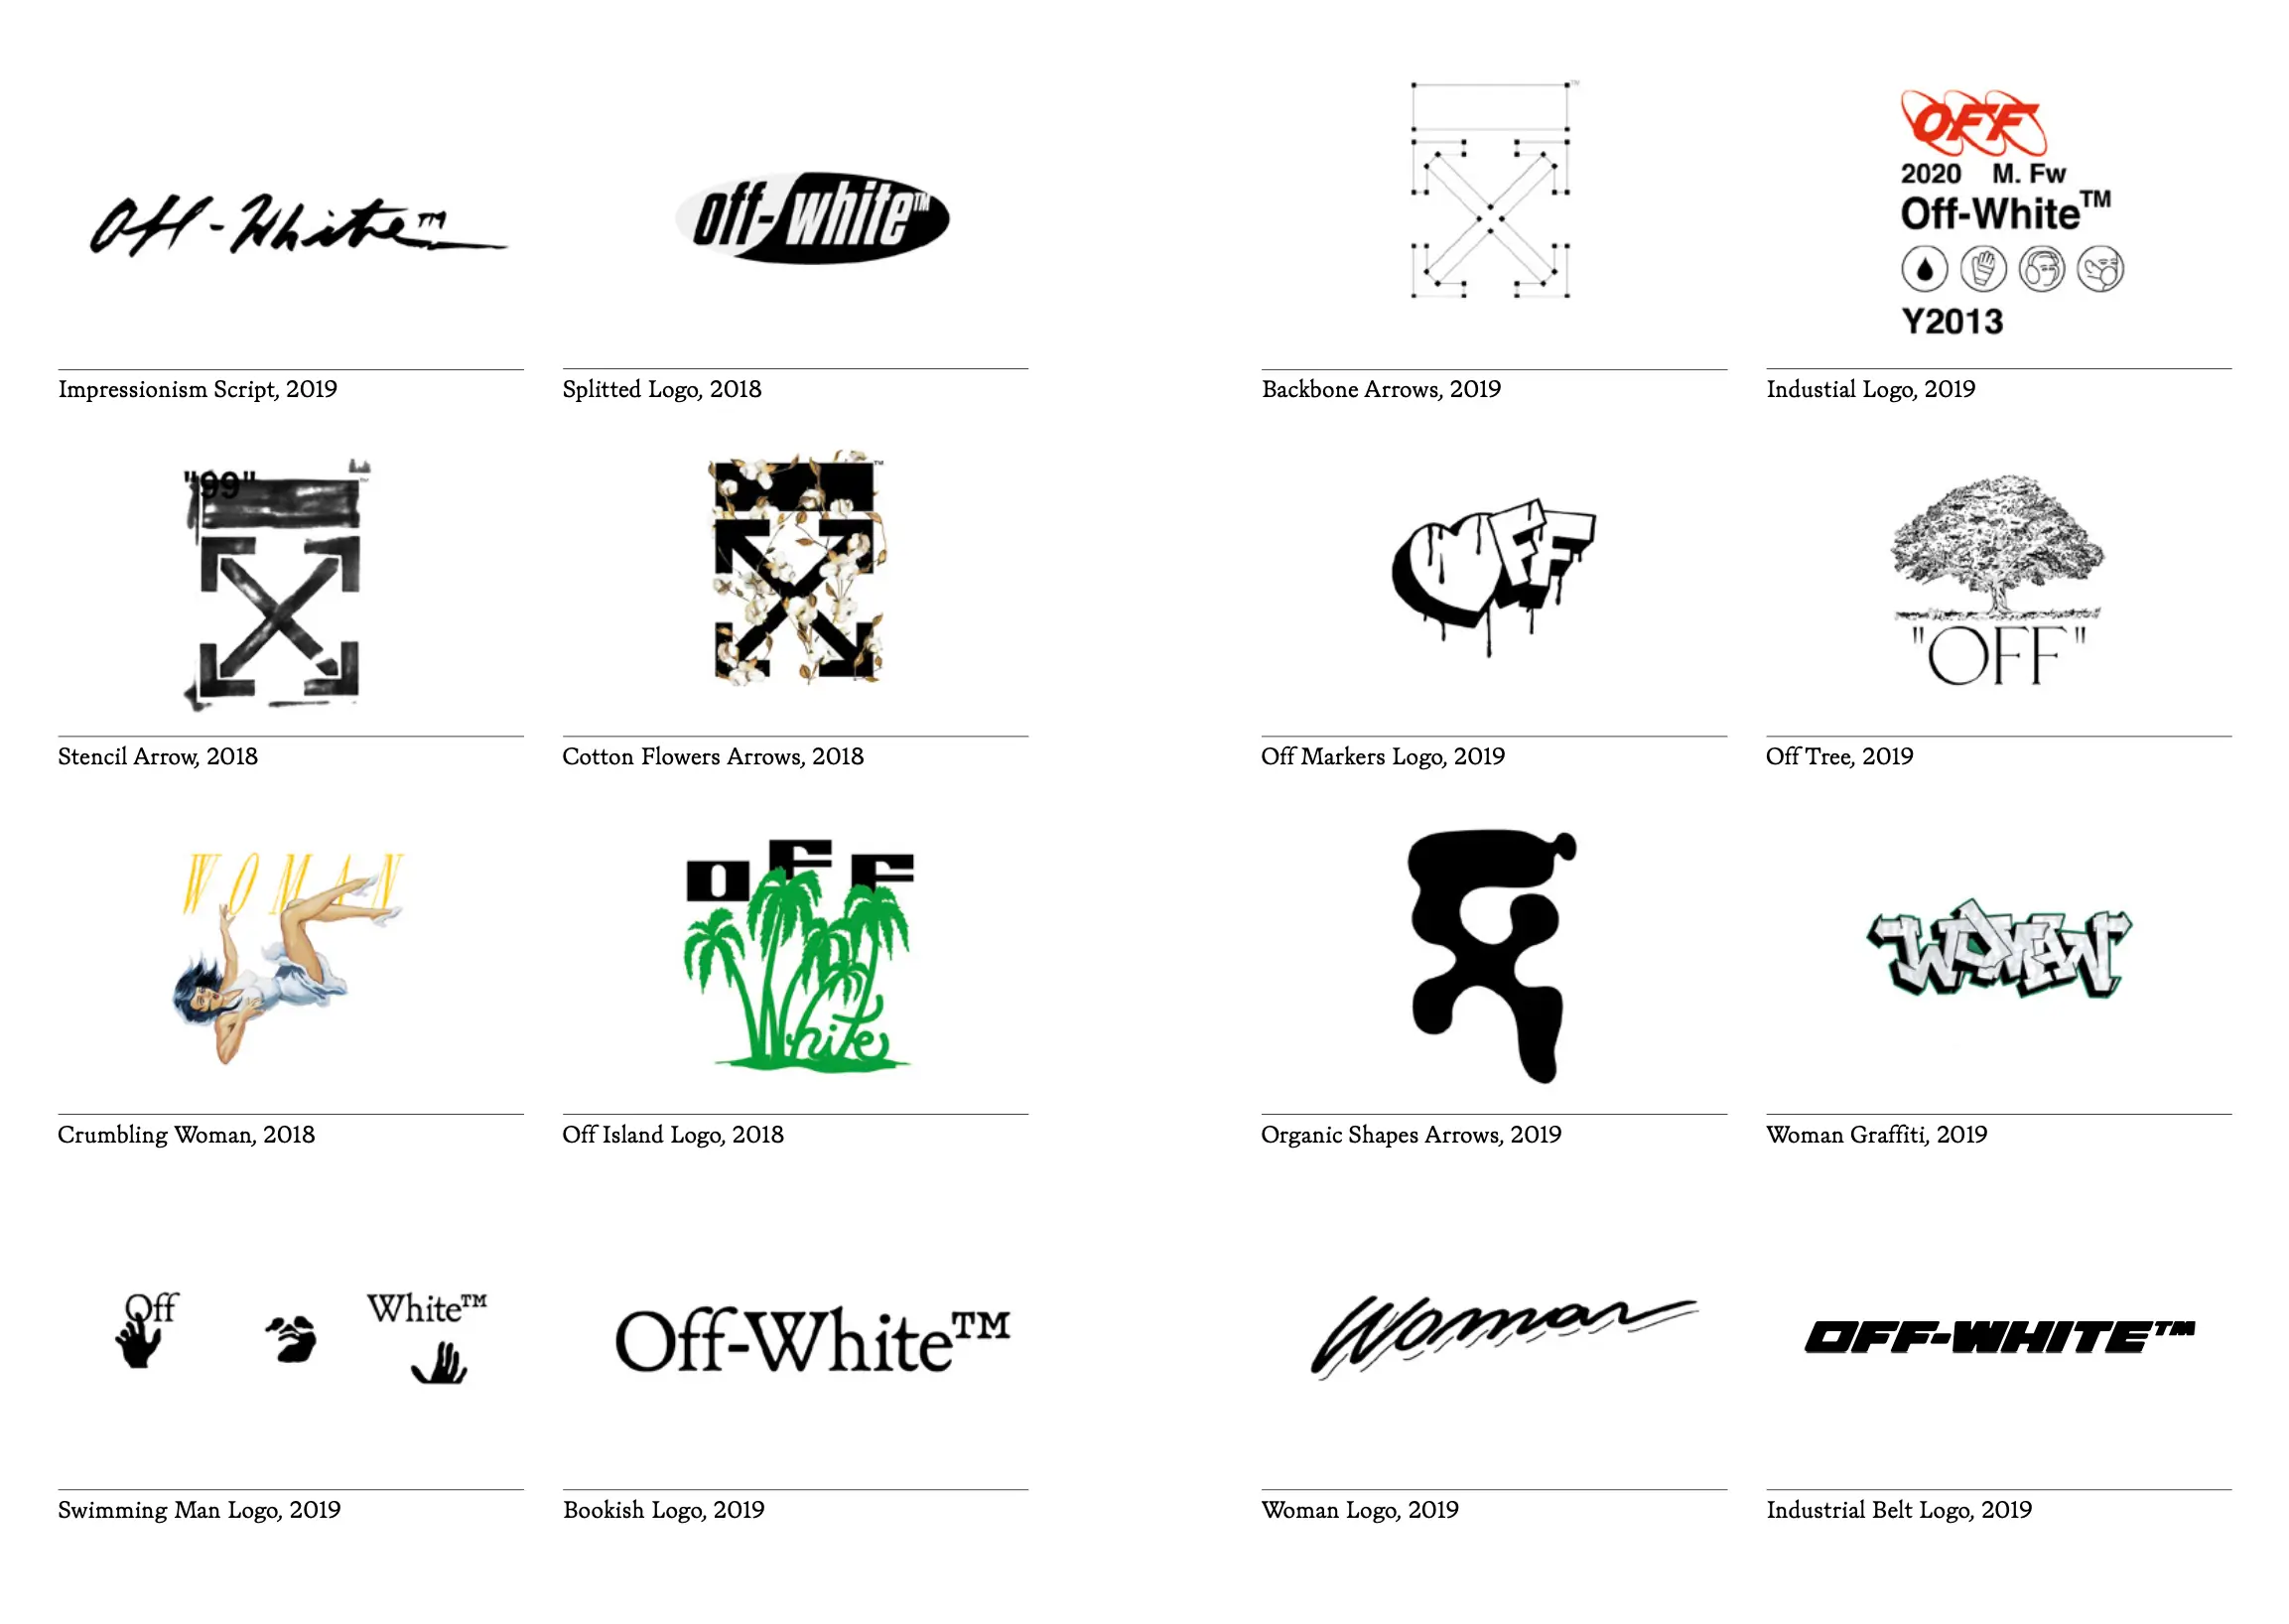 Off-White™
off-white™
™
OFF
2020 M. Fw
Off-White™
Y2013
Impressionism Script, 2019
Splitted Logo, 2018
Backbone Arrows, 2019
Industial Logo, 2019
"99"
™
™
OFF
"OFF"
Stencil Arrow, 2018
Cotton Flowers Arrows, 2018
Off Markers Logo, 2019
Off Tree, 2019
WOMAN
OFF
White
WOMAN
Crumbling Woman, 2018
Off Island Logo, 2018
Organic Shapes Arrows, 2019
Woman Graffiti, 2019
Off White™
Off-White™
Woman
OFF-WHITE™
Swimming Man Logo, 2019
Bookish Logo, 2019
Woman Logo, 2019
Industrial Belt Logo, 2019